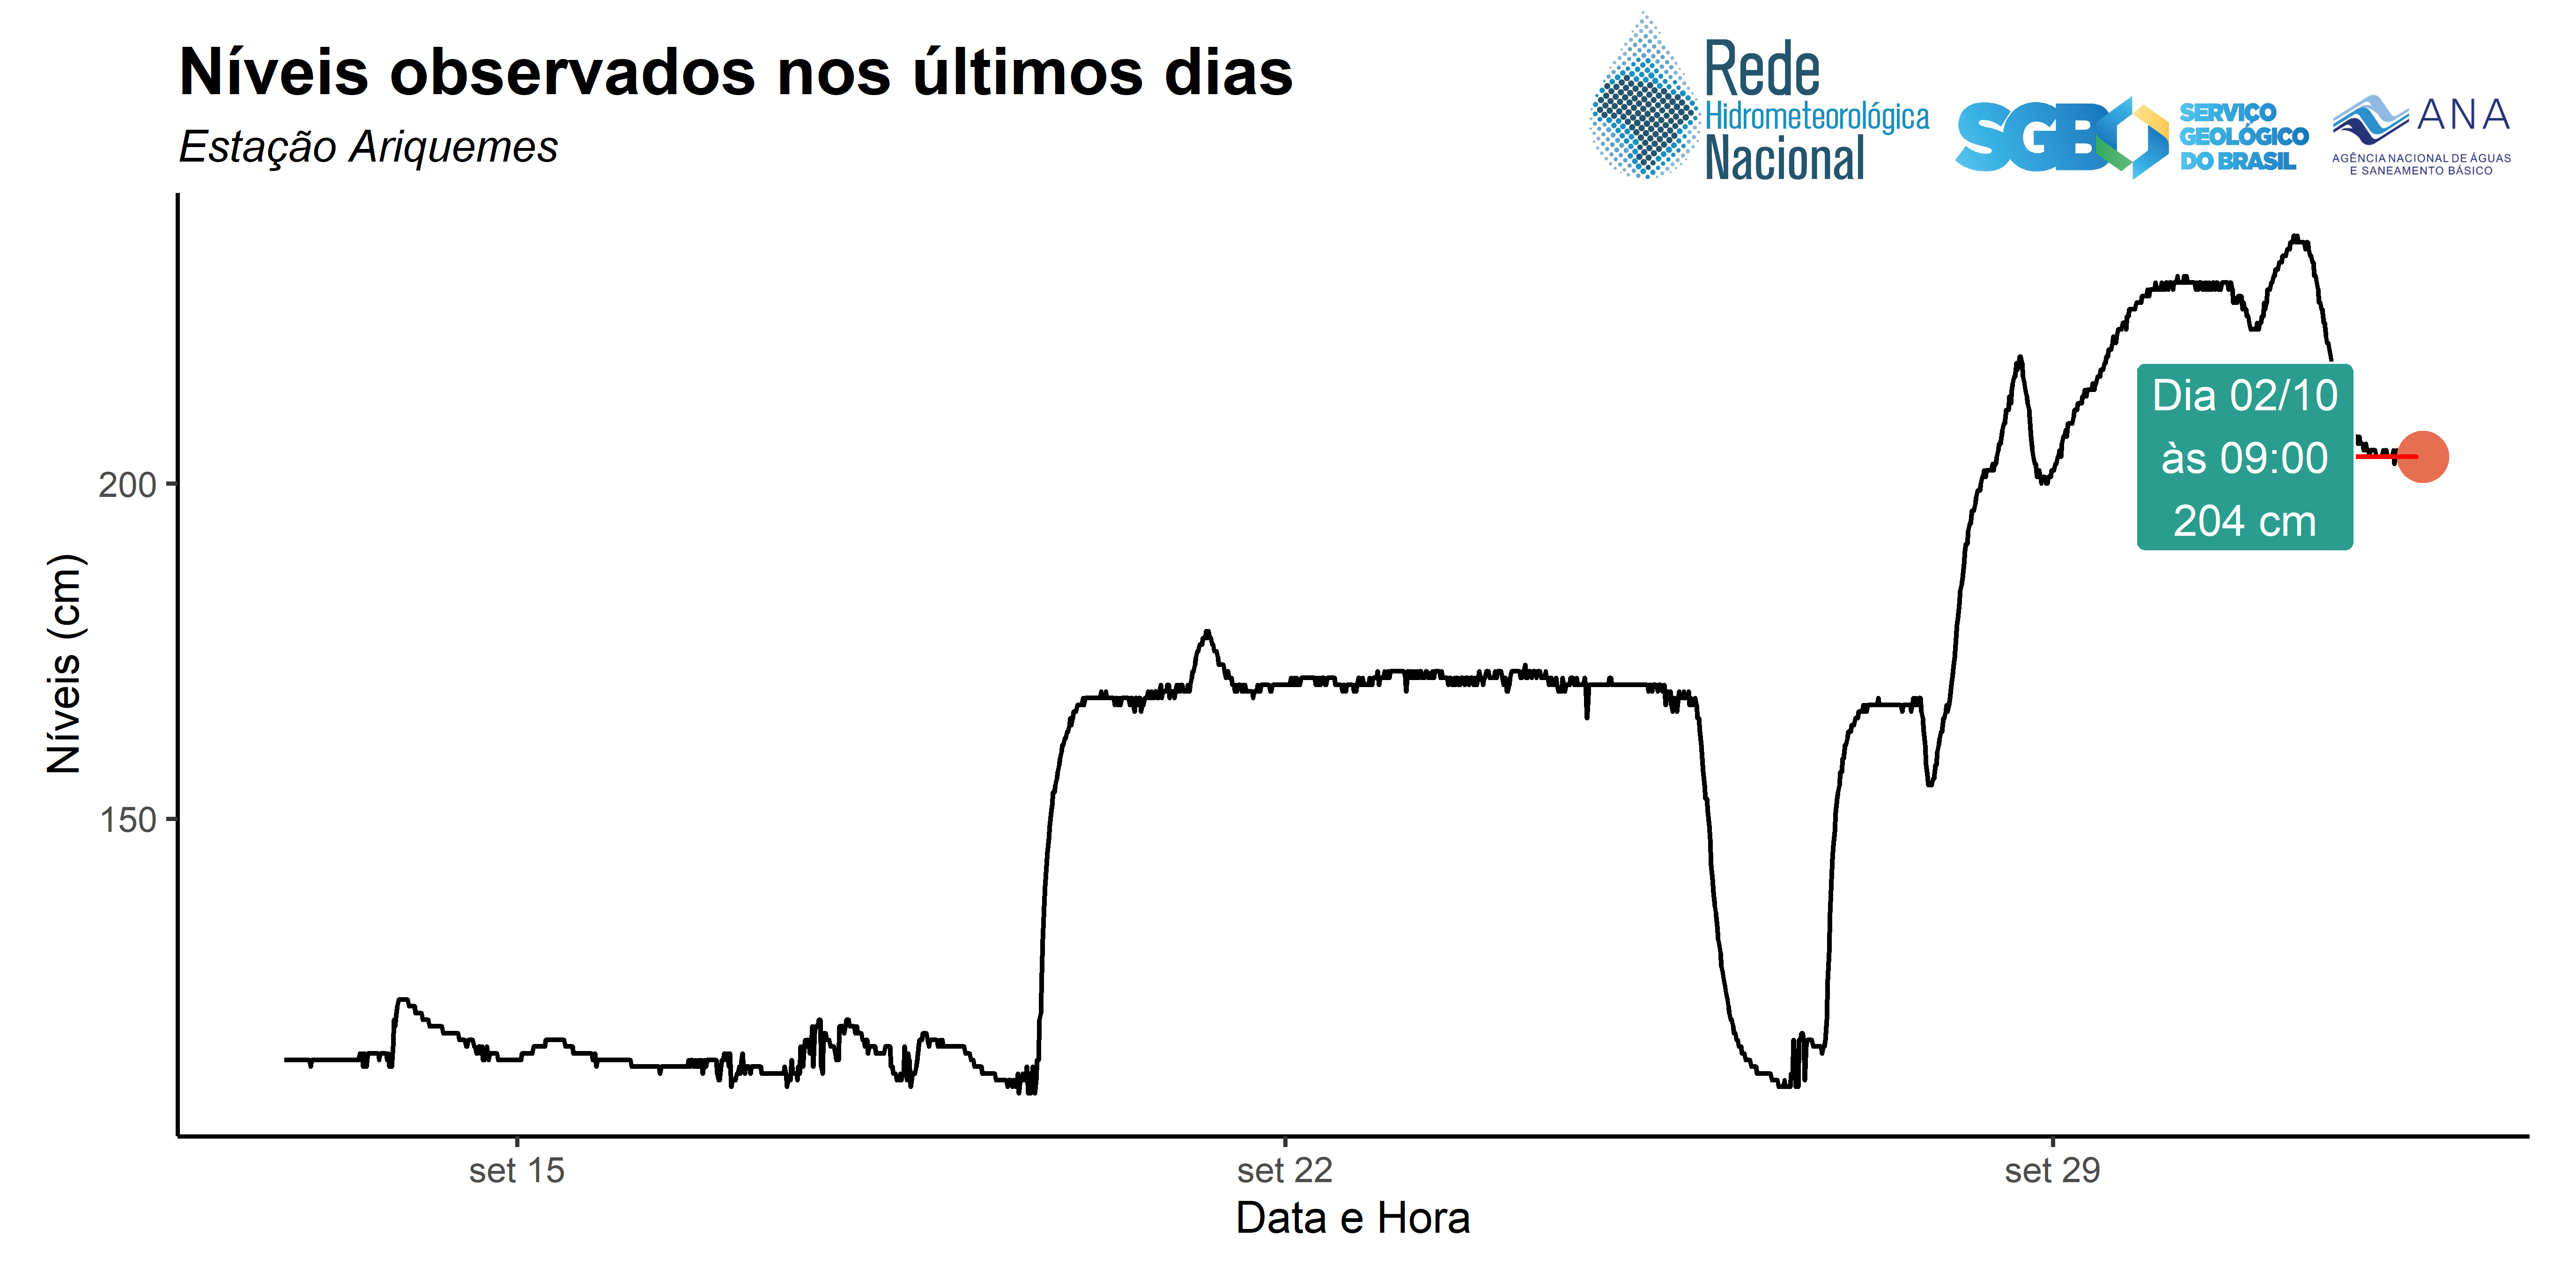 Níveis observados nos últimos dias
Estação Ariquemes
Rede
Hidrometeorológica
Nacional
SGB
SERVIÇO
GEOLÓGICO
DO BRASIL
ANA
AGÊNCIA NACIONAL DE ÁGUAS
E SANEAMENTO BÁSICO
Níveis (cm)
200
150
Dia 02/10
às 09:00
204 cm
set 15
set 22
set 29
Data e Hora